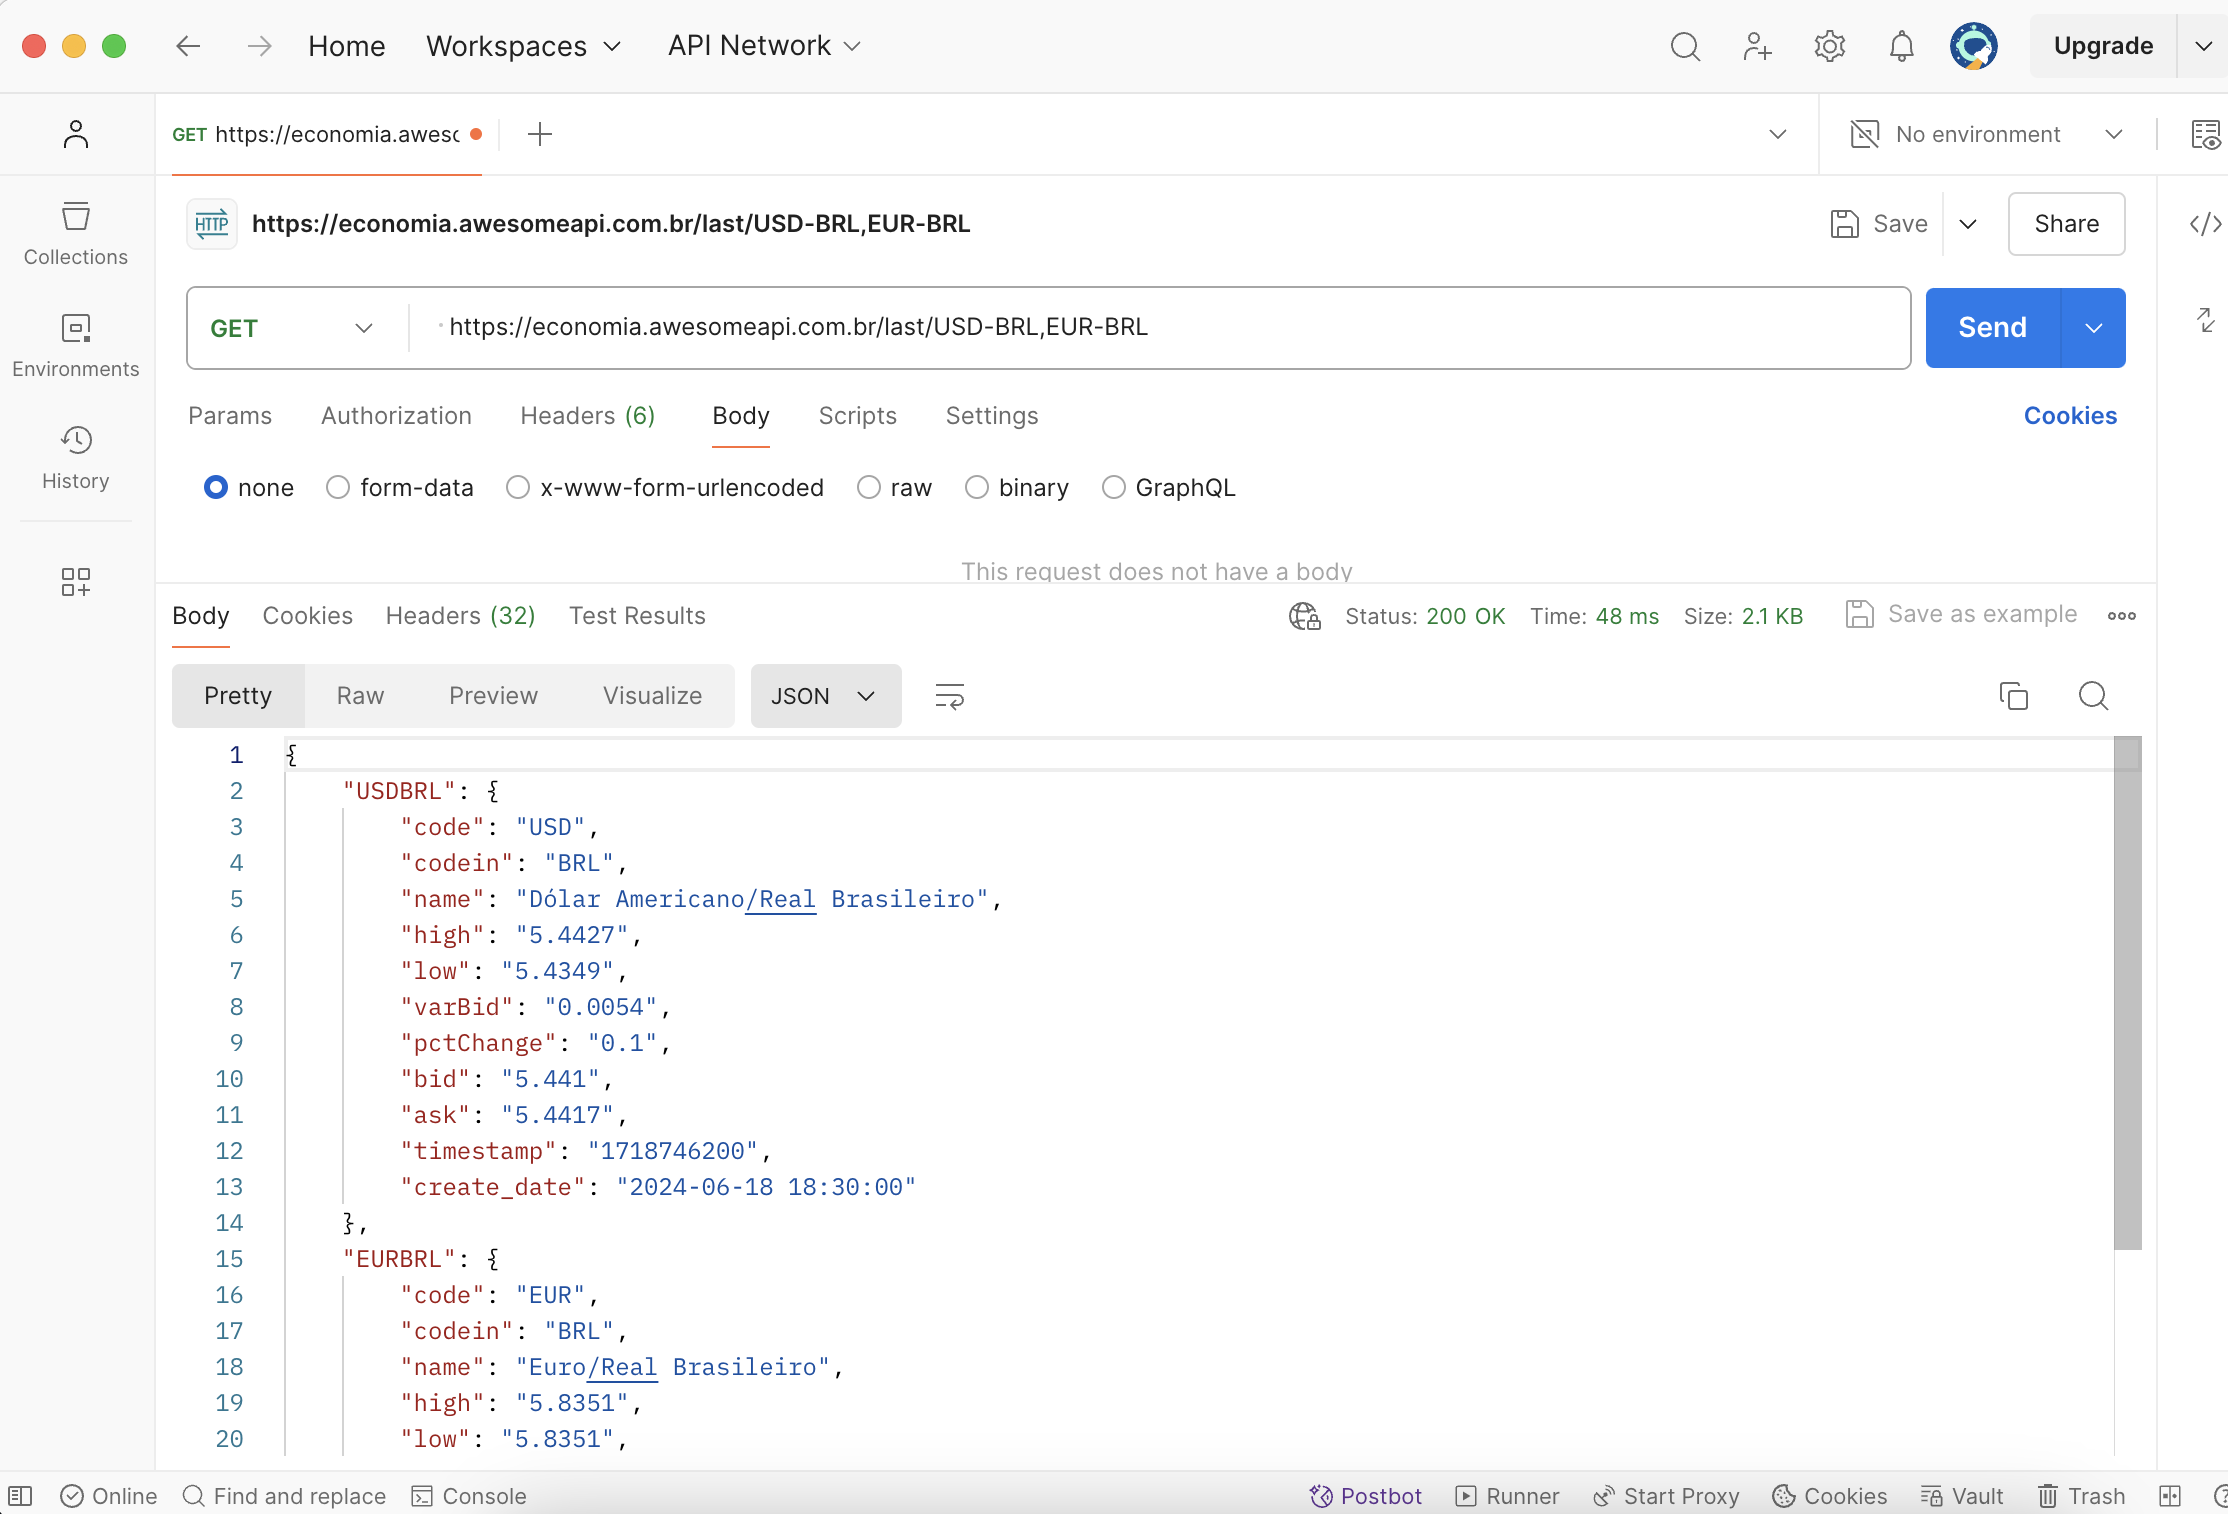 Home Workspaces API Network Upgrade
GET https://economia.aweso No environment
HTTP https://economia.awesomeapi.com.br/last/USD-BRL,EUR-BRL Save Share
Collections
GET https://economia.awesomeapi.com.br/last/USD-BRL,EUR-BRL Send
Environments
Params Authorization Headers (6) Body Scripts Settings Cookies
History
none form-data x-www-form-urlencoded raw binary GraphQL
This request does not have a body
Body Cookies Headers (32) Test Results Status: 200 OK Time: 48 ms Size: 2.1 KB Save as example
Pretty Raw Preview Visualize JSON
1 {
2 "USDBRL": {
3 "code": "USD",
4 "codein": "BRL",
5 "name": "Dólar Americano/Real Brasileiro",
6 "high": "5.4427",
7 "low": "5.4349",
8 "varBid": "0.0054",
9 "pctChange": "0.1",
10 "bid": "5.441",
11 "ask": "5.4417",
12 "timestamp": "1718746200",
13 "create_date": "2024-06-18 18:30:00"
14 },
15 "EURBRL": {
16 "code": "EUR",
17 "codein": "BRL",
18 "name": "Euro/Real Brasileiro",
19 "high": "5.8351",
20 "low": "5.8351",
Online Find and replace Console Postbot Runner Start Proxy Cookies Vault Trash